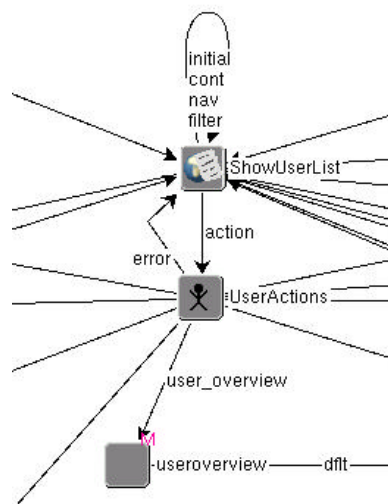 initial
cont
nav
filter
ShowUserList
action
error
UserActions
user_overview
M
useroverview
dflt